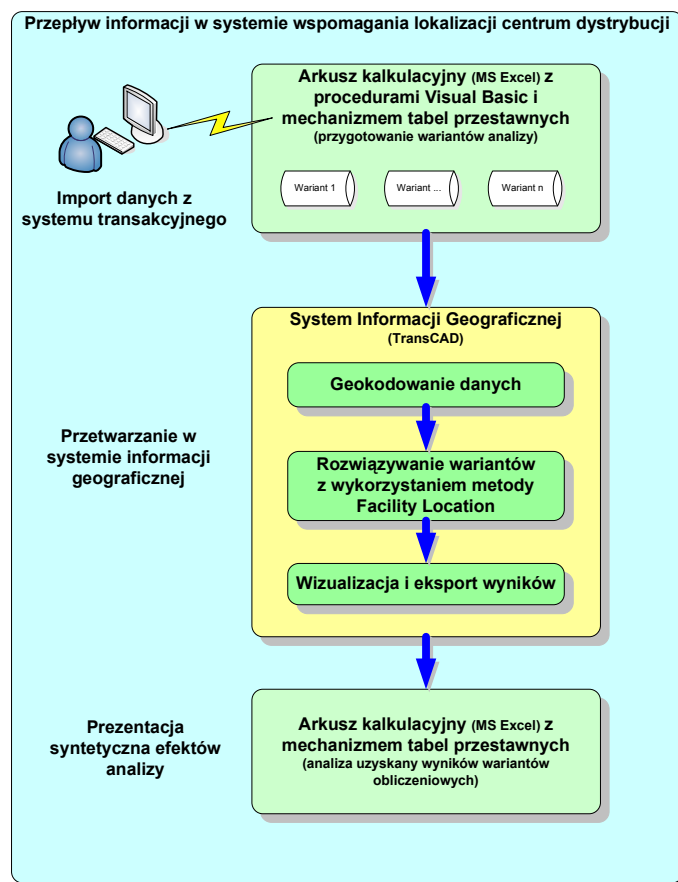 Przepływ informacji w systemie wspomagania lokalizacji centrum dystrybucji
Arkusz kalkulacyjny (MS Excel) z
procedurami Visual Basic i
mechanizmem tabel przestawnych
(przygotowanie wariantów analizy)
Wariant 1
Wariant ...
Wariant n
Import danych z
systemu transakcyjnego
System Informacji Geograficznej
(TransCAD)
Geokodowanie danych
Przetwarzanie w
systemie informacji
geograficznej
Rozwiązywanie wariantów
z wykorzystaniem metody
Facility Location
Wizualizacja i eksport wyników
Prezentacja
syntetyczna efektów
analizy
Arkusz kalkulacyjny (MS Excel) z
mechanizmem tabel przestawnych
(analiza uzyskany wyników wariantów
obliczeniowych)